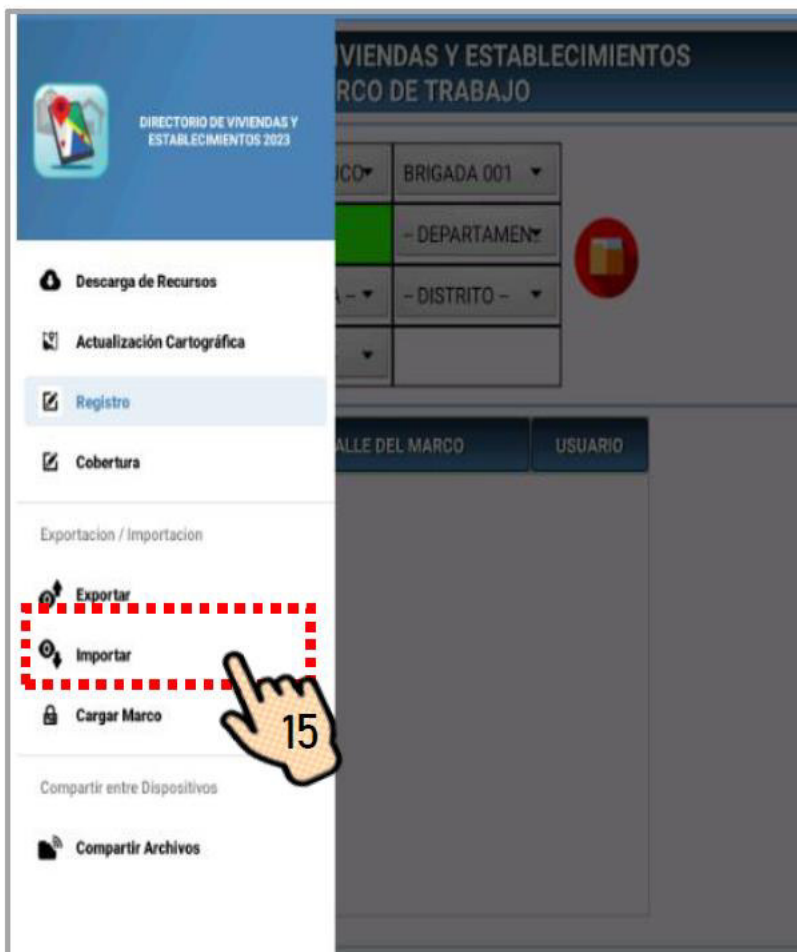 VIENDAS Y ESTABLECIMIENTOS
RCO DE TRABAJO
DIRECTORIO DE VIVIENDAS Y
ESTABLECIMIENTOS 2023
UCO BRIGADA 001
– DEPARTAMEN
A – – DISTRITO –
Descarga de Recursos
Actualización Cartográfica
Registro
Cobertura
ALLE DEL MARCO USUARIO
Exportacion / Importacion
Exportar
Importar
Cargar Marco
15
Compartir entre Dispositivos
Compartir Archivos